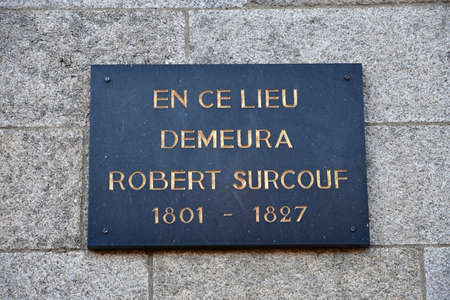 EN CE LIEU
DEMEURA
ROBERT SURCOUF
1801 - 1827